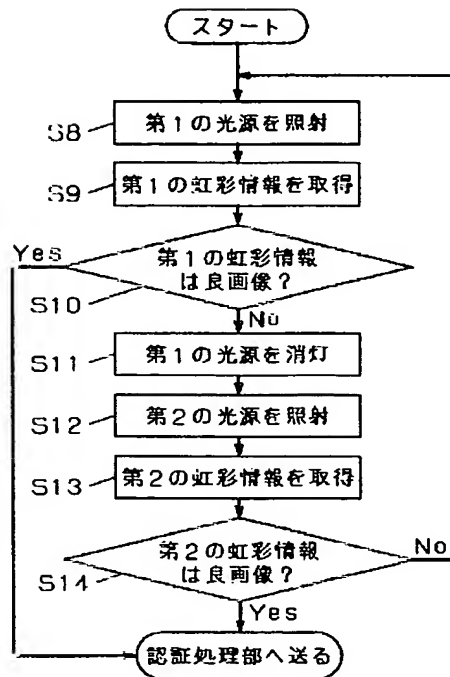 スタート
S8
第1の光源を照射
S9
第1の虹彩情報を取得
Yes
第1の虹彩情報
は良画像?
S10
No
S11
第1の光源を消灯
S12
第2の光源を照射
S13
第2の虹彩情報を取得
第2の虹彩情報
は良画像?
No
S14
Yes
認証処理部へ送る